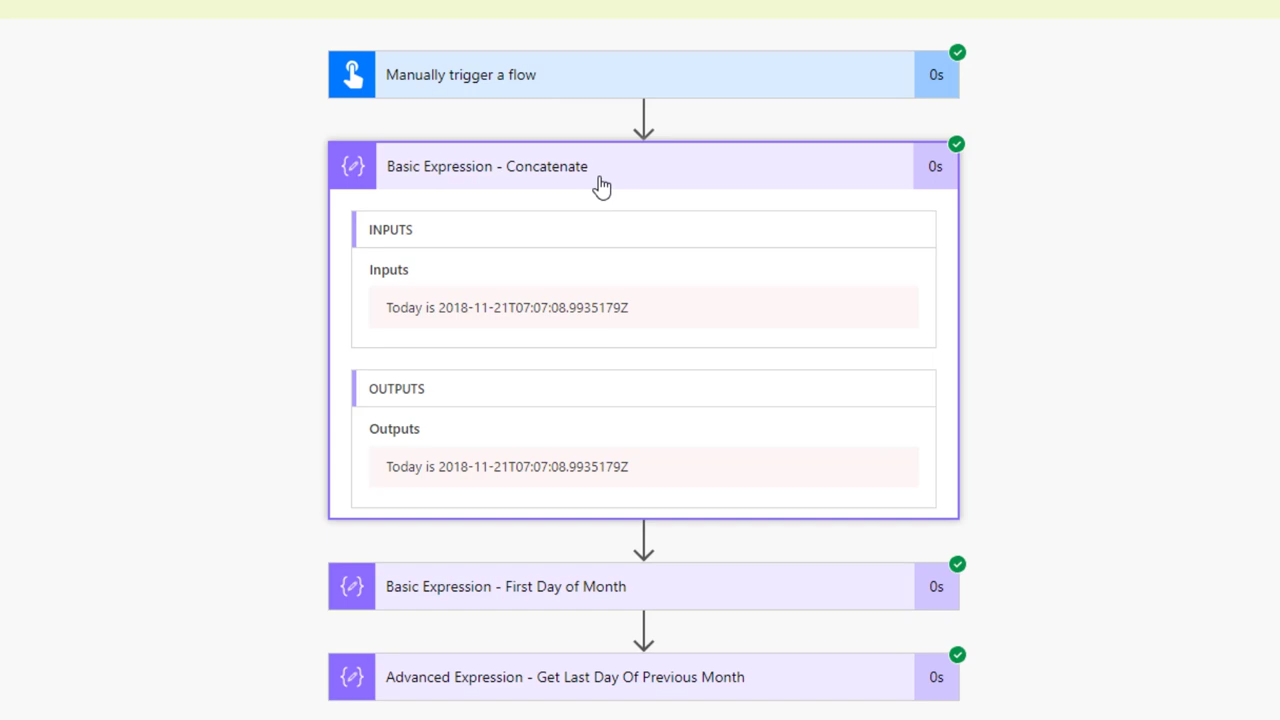 Manually trigger a flow 0s
Basic Expression - Concatenate 0s
INPUTS
Inputs
Today is 2018-11-21T07:07:08.9935179Z
OUTPUTS
Outputs
Today is 2018-11-21T07:07:08.9935179Z
Basic Expression - First Day of Month 0s
Advanced Expression - Get Last Day Of Previous Month 0s